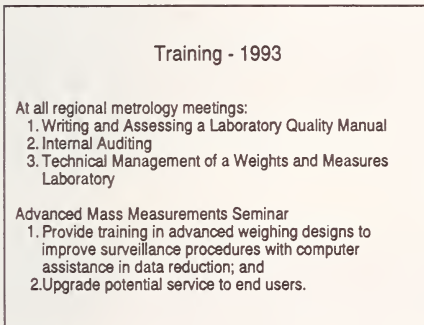 Training - 1993
At all regional metrology meetings:
1. Writing and Assessing a Laboratory Quality Manual
2. Internal Auditing
3. Technical Management of a Weights and Measures
Laboratory
Advanced Mass Measurements Seminar
1. Provide training in advanced weighing designs to
improve surveillance procedures with computer
assistance in data reduction; and
2.Upgrade potential service to end users.